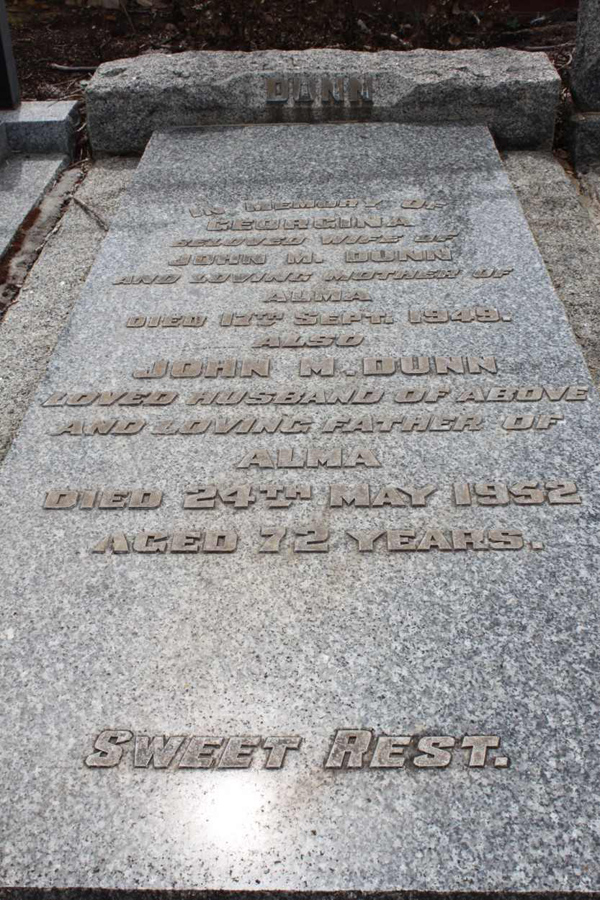 DUNN
IN MEMORY OF
GEORGINA
BELOVED WIFE OF
JOHN M. DUNN
AND LOVING MOTHER OF
ALMA
DIED 17TH SEPT. 1949.
ALSO
JOHN M. DUNN
LOVED HUSBAND OF ABOVE
AND LOVING FATHER OF
ALMA
DIED 24TH MAY 1952
AGED 72 YEARS.
SWEET REST.